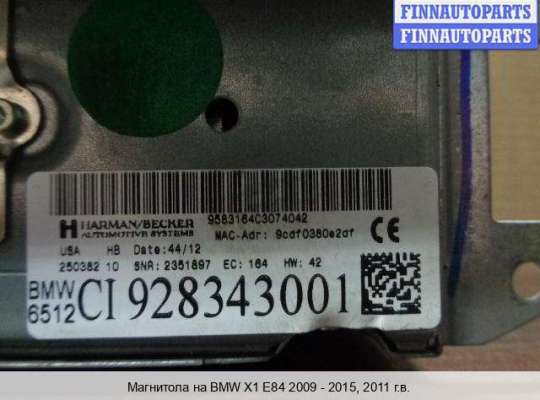 FINNAUTOPARTS
FINNAUTOPARTS
9583164C3074042
HARMAN/BECKER
AUTOMOTIVE SYSTEMS
MAC-Adr: 9cdf0380e2df
CE
USA HB Date:44/12
250382 10 SNR: 2351897 EC: 164 HW: 42
BMW
6512 CI 928343001
Магнитола на BMW X1 E84 2009 - 2015, 2011 г.в.